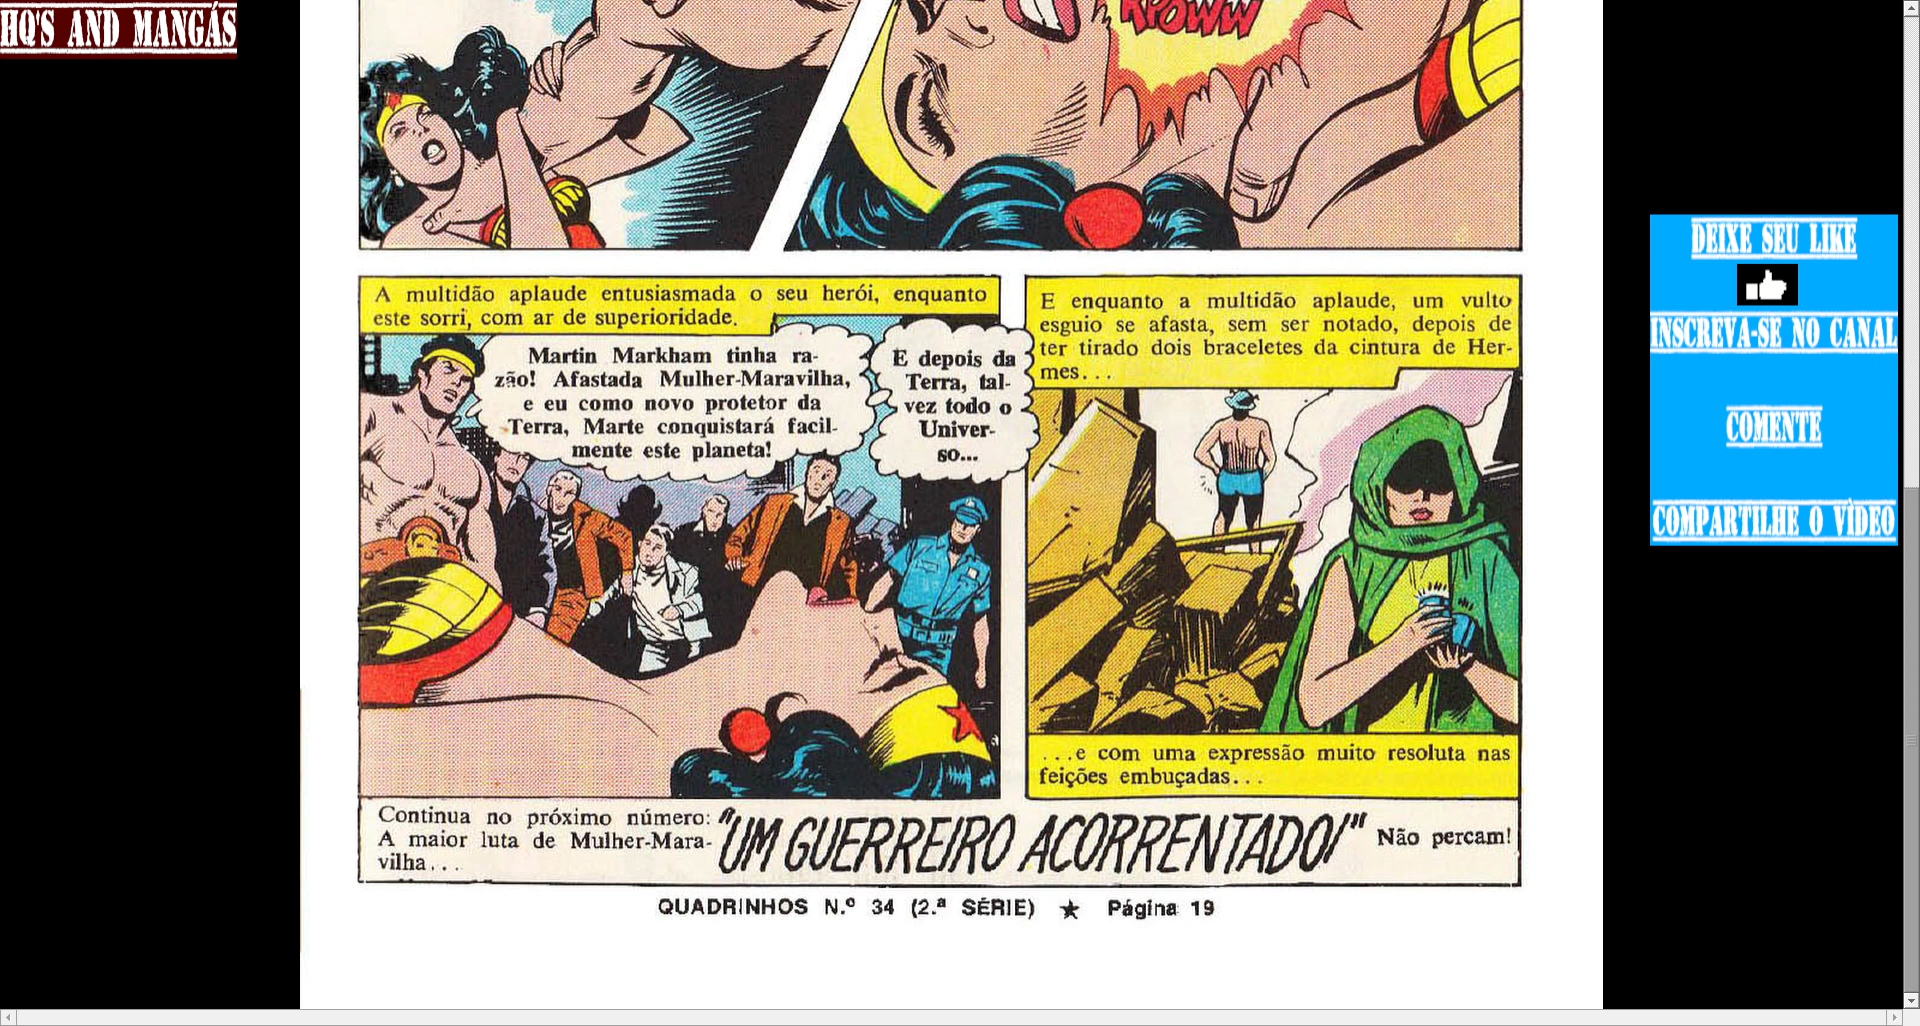 HQ'S AND MANGÁS
KPOWW
A multidão aplaude entusiasmada o seu herói, enquanto
este sorri, com ar de superioridade.
Martin Markham tinha ra-
zão! Afastada Mulher-Maravilha,
e eu como novo protetor da
Terra, Marte conquistará facil-
mente este planeta!
E depois da
Terra, tal-
vez todo o
Univer-
so...
E enquanto a multidão aplaude, um vulto
esguio se afasta, sem ser notado, depois de
ter tirado dois braceletes da cintura de Her-
mes...
...e com uma expressão muito resoluta nas
feições embuçadas...
Continua no próximo número:
A maior luta de Mulher-Mara-
vilha...
"UM GUERREIRO ACORRENTADO!"
Não percam!
QUADRINHOS N.º 34 (2.ª SÉRIE) ★ Página 19
DEIXE SEU LIKE
INSCREVA-SE NO CANAL
COMENTE
COMPARTILHE O VÍDEO